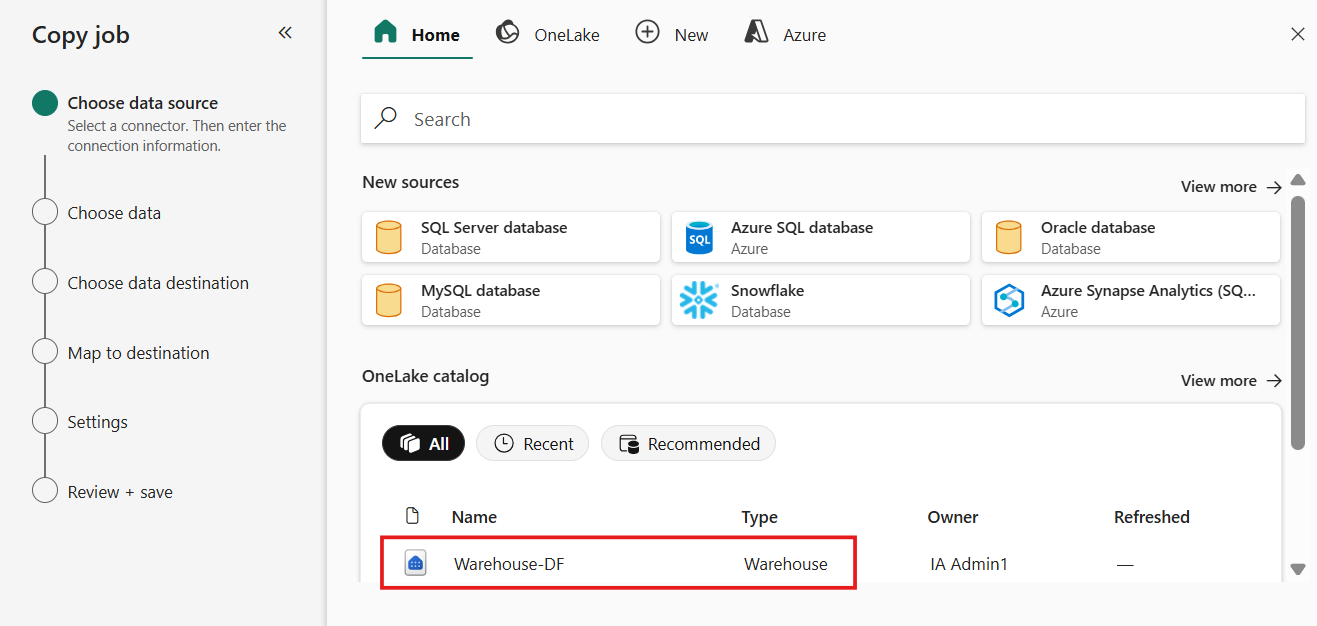 Copy job
Choose data source
Select a connector. Then enter the
connection information.
Choose data
Choose data destination
Map to destination
Settings
Review + save
Home OneLake New Azure
Search
New sources View more
SQL Server database Azure SQL database Oracle database
Database Azure Database
MySQL database Snowflake Azure Synapse Analytics (SQ...
Database Database Azure
OneLake catalog View more
All Recent Recommended
Name Type Owner Refreshed
Warehouse-DF Warehouse IA Admin1 —